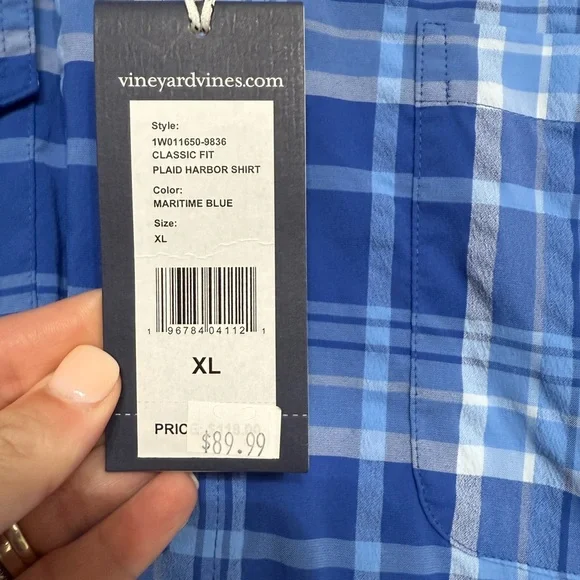 vineyardvines.com
Style:
1W011650-9836
CLASSIC FIT
PLAID HARBOR SHIRT
Color:
MARITIME BLUE
Size:
XL
1 96784 04112 1
XL
$89.99